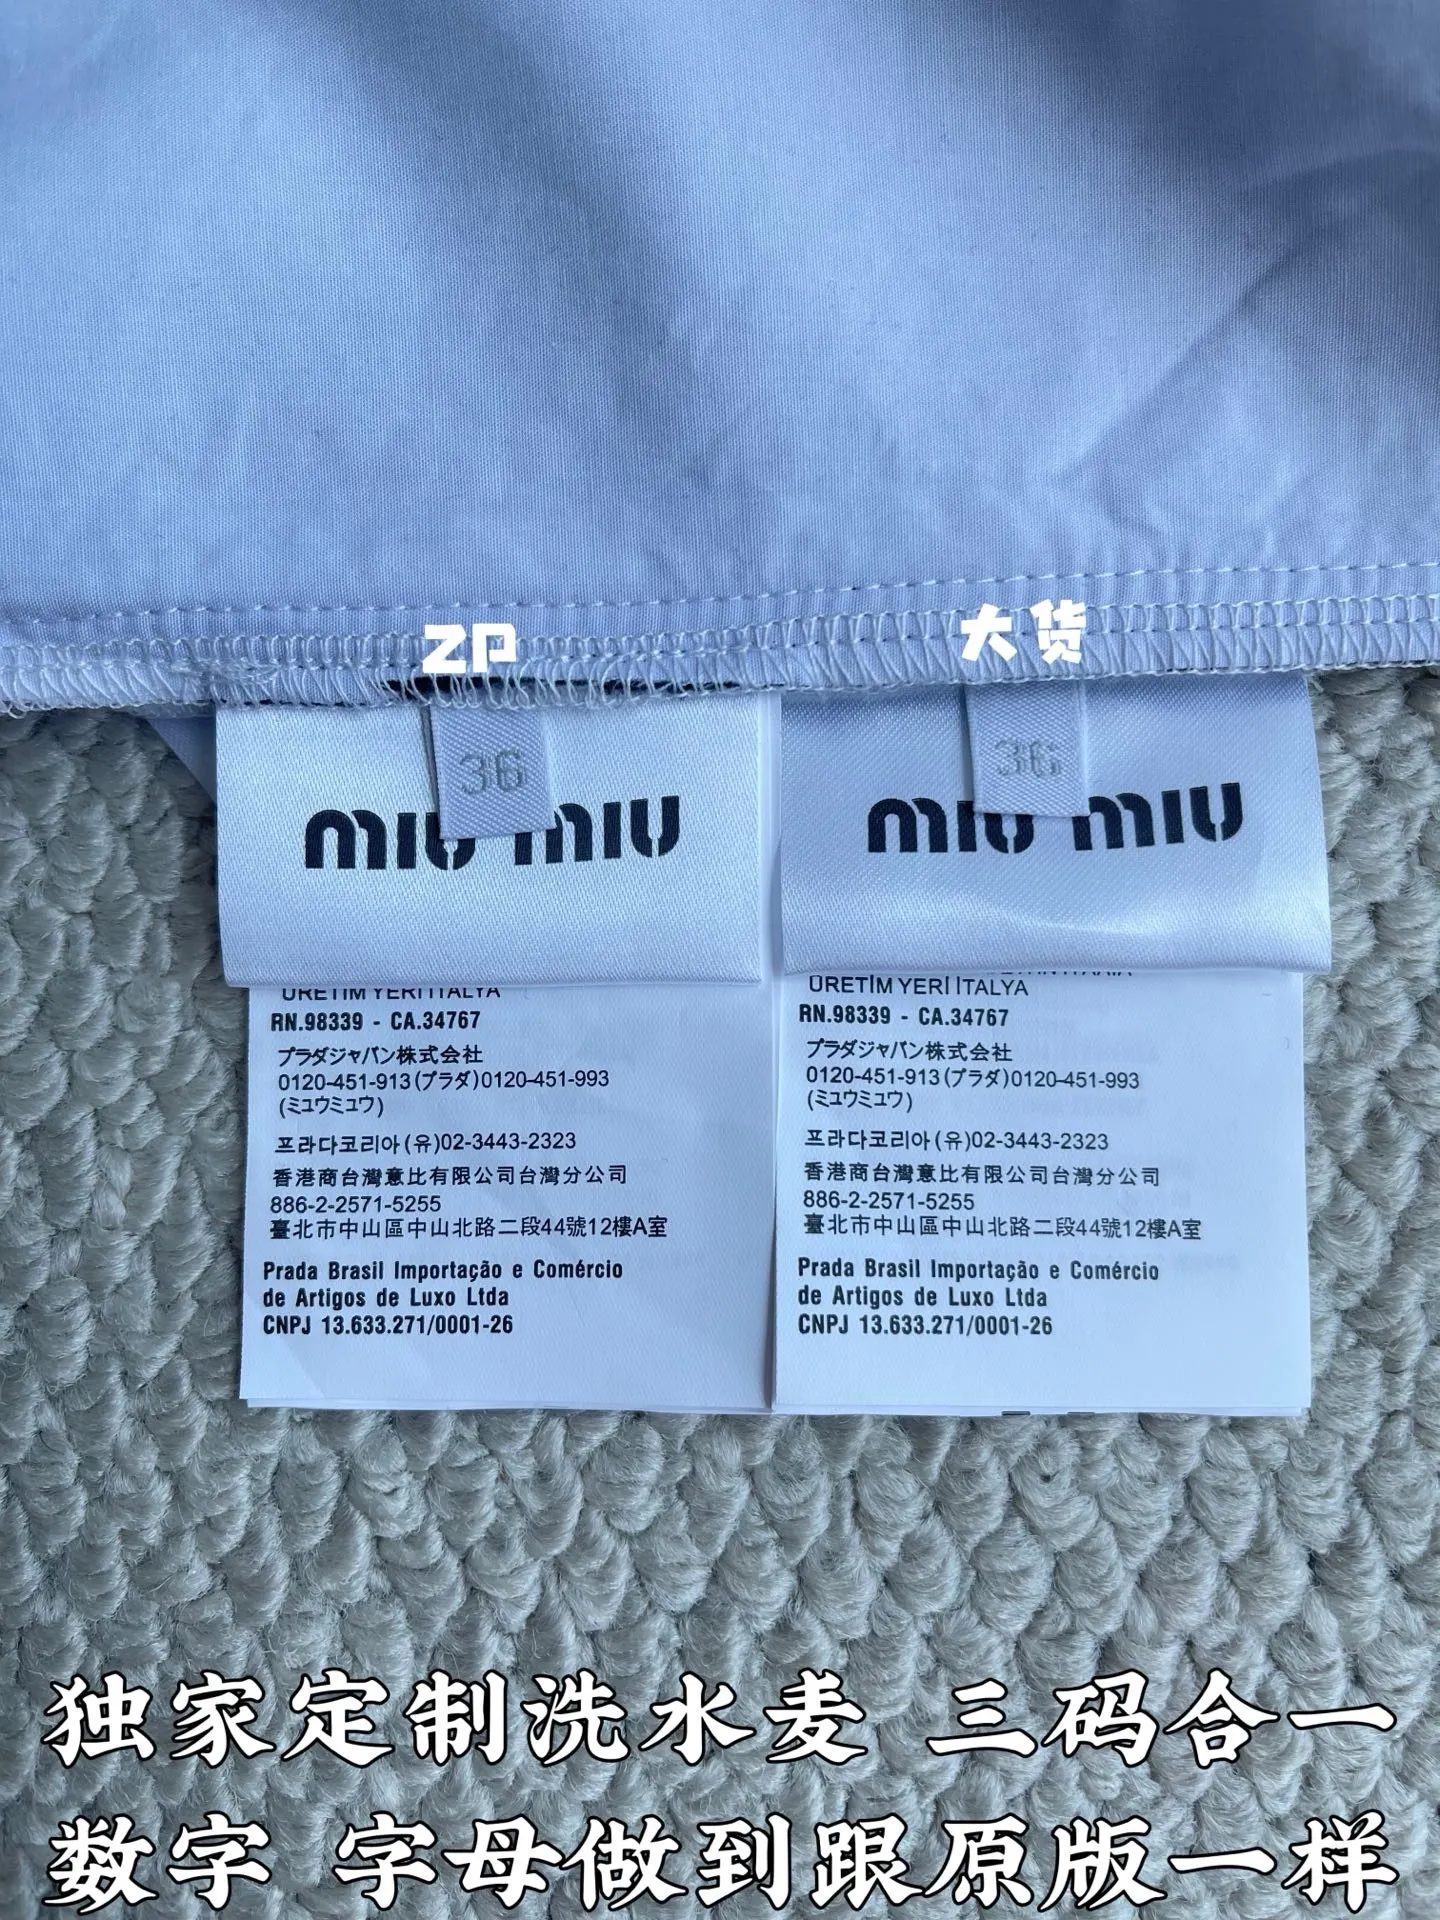 ZP
大货
36
miu miu
ÜRETİM YERİ İTALYA
RN.98339 - CA.34767
プラダジャパン株式会社
0120-451-913(プラダ)0120-451-993
(ミュウミュウ)
프라다코리아(유)02-3443-2323
香港商台灣意比有限公司台灣分公司
886-2-2571-5255
臺北市中山區中山北路二段44號12樓A室
Prada Brasil Importação e Comércio
de Artigos de Luxo Ltda
CNPJ 13.633.271/0001-26
36
miu miu
ÜRETİM YERİ İTALYA
RN.98339 - CA.34767
プラダジャパン株式会社
0120-451-913(プラダ)0120-451-993
(ミュウミュウ)
프라다코리아(유)02-3443-2323
香港商台灣意比有限公司台灣分公司
886-2-2571-5255
臺北市中山區中山北路二段44號12樓A室
Prada Brasil Importação e Comércio
de Artigos de Luxo Ltda
CNPJ 13.633.271/0001-26
独家定制洗水麦 三码合一
数字 字母做到跟原版一样